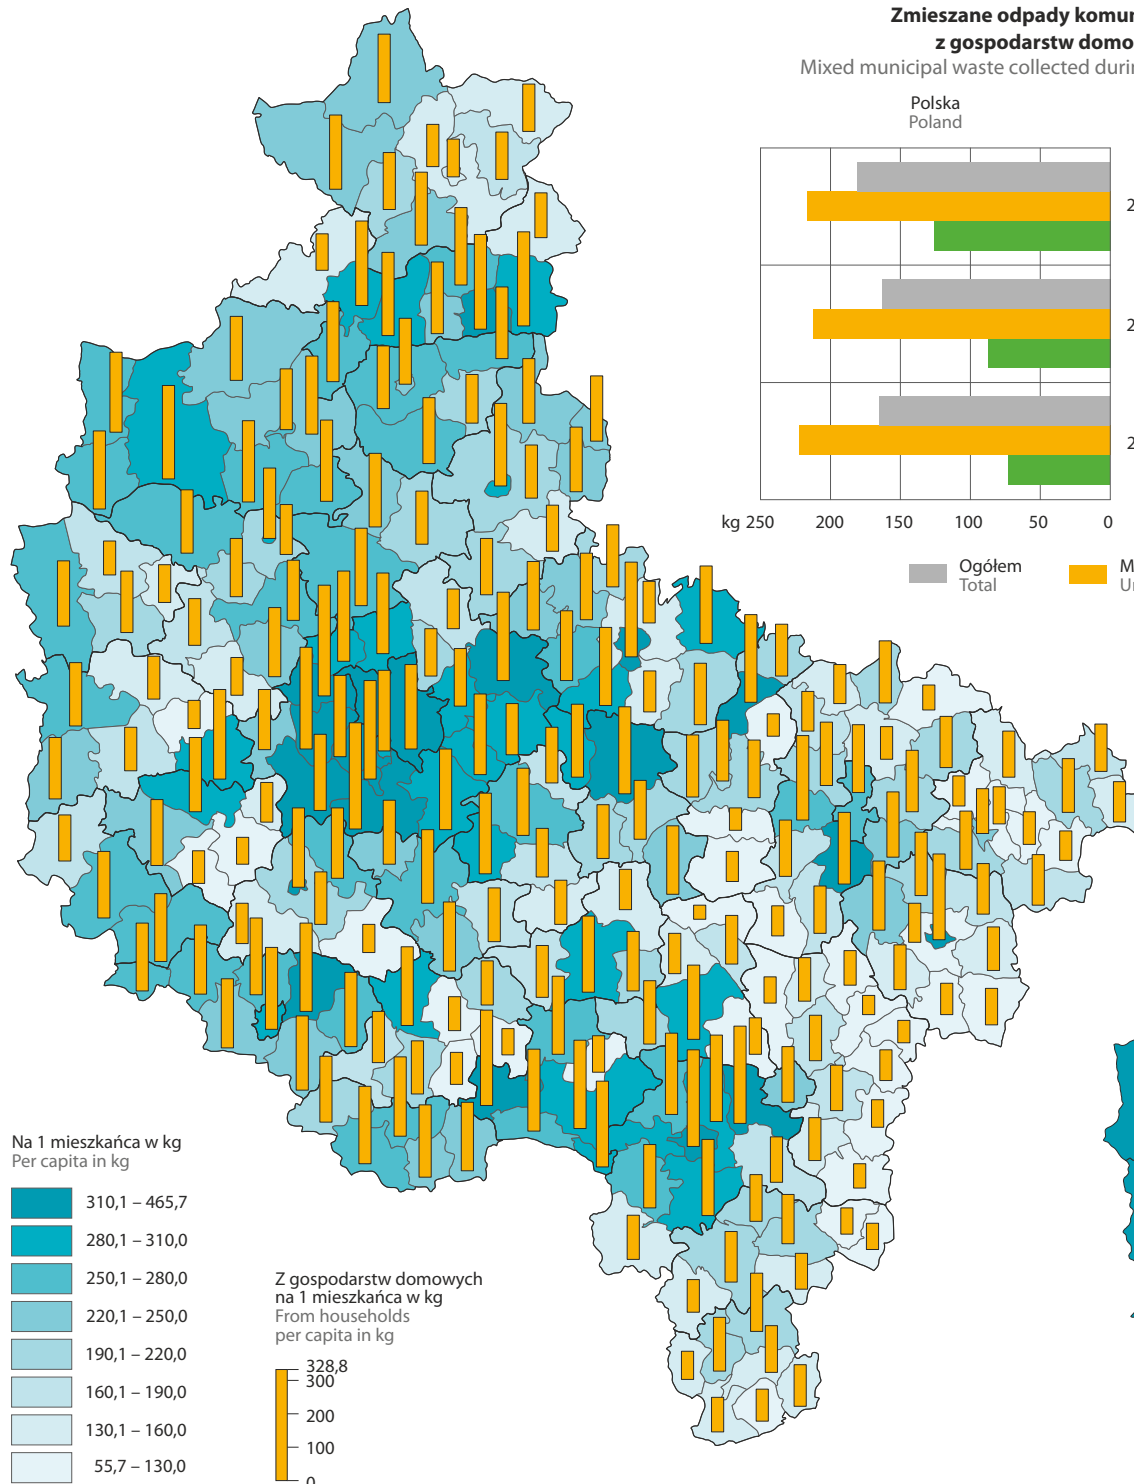 Zmieszane odpady
z gospodarstw
Mixed municipal waste collected
Polska
Poland
2
2
2
kg 250 200 150 100 50 0
Ogółem
Total
Na 1 mieszkańca w kg
Per capita in kg
310,1 – 465,7
280,1 – 310,0
250,1 – 280,0
220,1 – 250,0
190,1 – 220,0
160,1 – 190,0
130,1 – 160,0
55,7 – 130,0
Z gospodarstw domowych
na 1 mieszkańca w kg
From households
per capita in kg
328,8
300
200
100
0